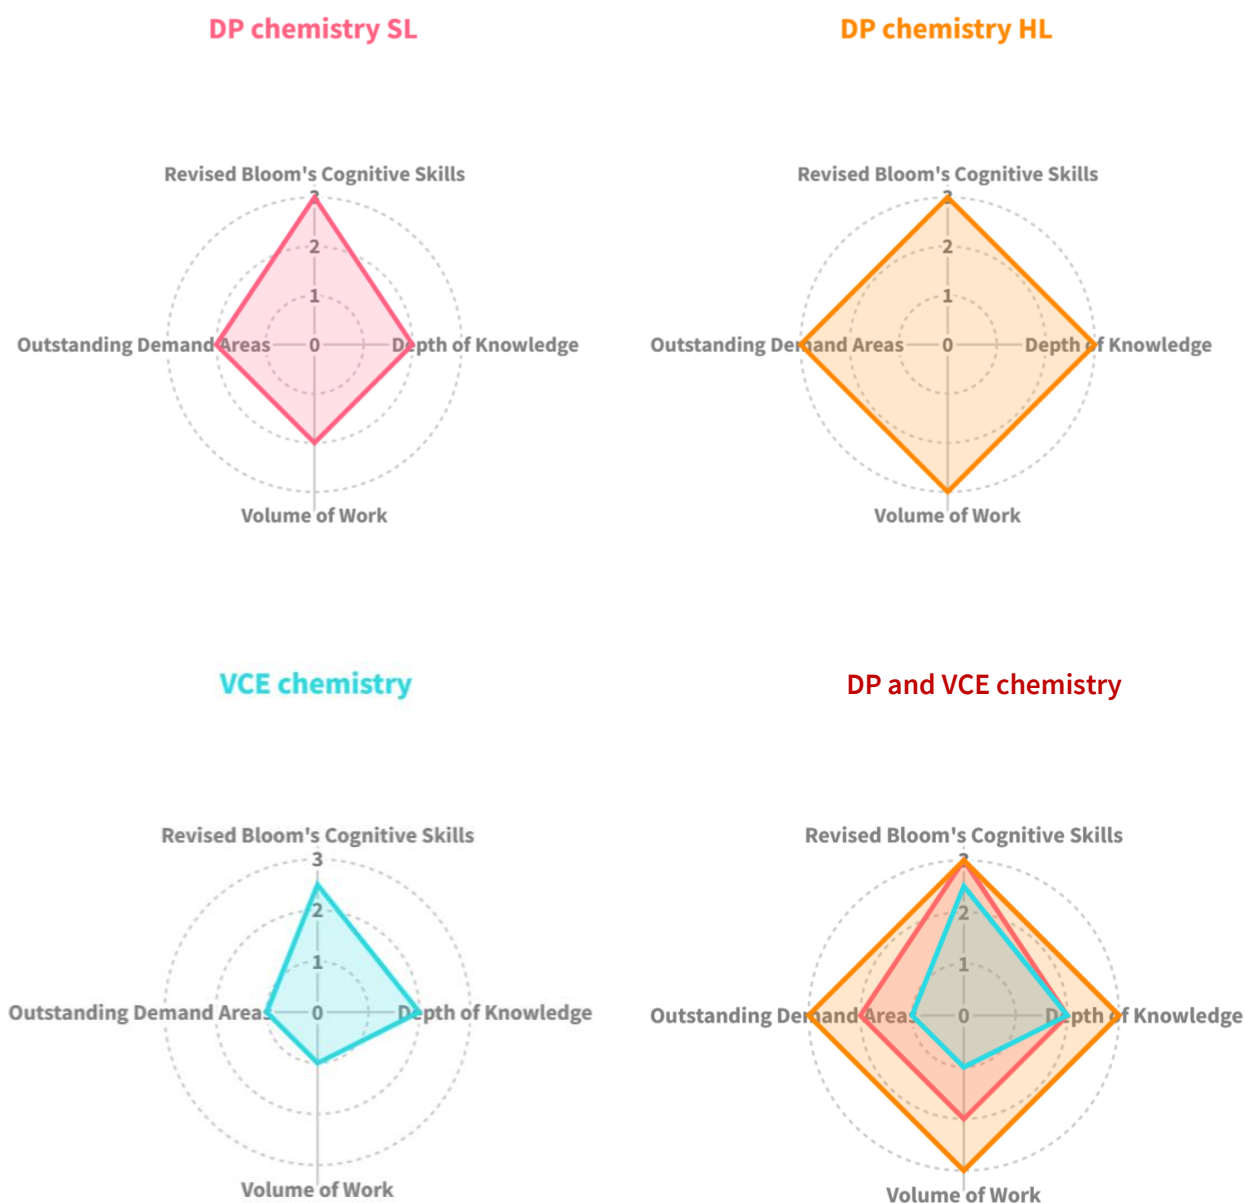 DP chemistry SL
DP chemistry HL
Revised Bloom's Cognitive Skills
3
2
1
Outstanding Demand Areas
0
Depth of Knowledge
Volume of Work
Revised Bloom's Cognitive Skills
3
2
1
Outstanding Demand Areas
0
Depth of Knowledge
Volume of Work
VCE chemistry
DP and VCE chemistry
Revised Bloom's Cognitive Skills
3
2
1
Outstanding Demand Areas
0
Depth of Knowledge
Volume of Work
Revised Bloom's Cognitive Skills
3
2
1
Outstanding Demand Areas
0
Depth of Knowledge
Volume of Work